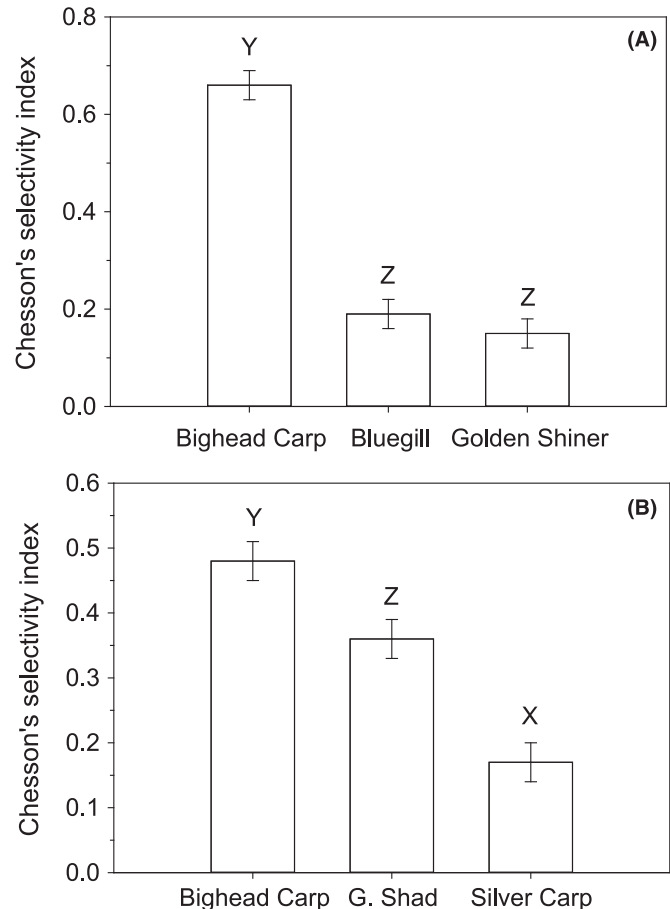 (A)
Chesson's selectivity index
0.8
0.6
0.4
0.2
0.0
Y
Z
Z
Bighead Carp Bluegill Golden Shiner
(B)
Chesson's selectivity index
0.6
0.5
0.4
0.3
0.2
0.1
0.0
Y
Z
X
Bighead Carp G. Shad Silver Carp